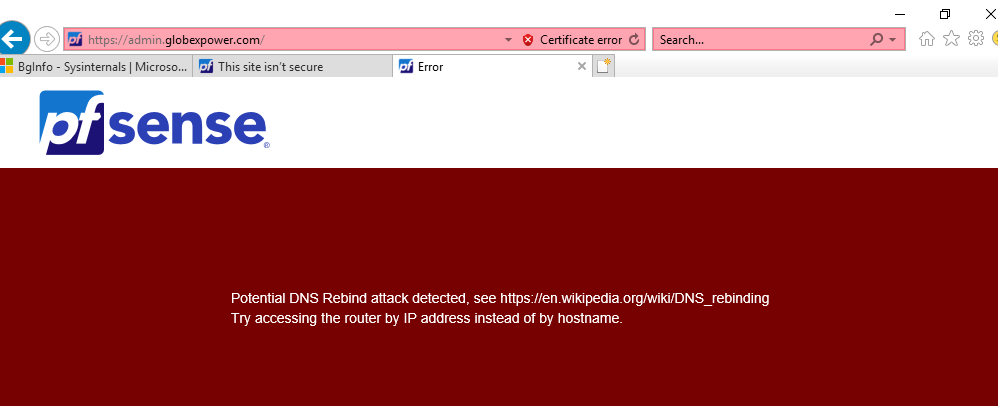 https://admin.globexpower.com/
Certificate error
Search...
BgInfo - Sysinternals | Microso...
This site isn't secure
Error
pfsense®
Potential DNS Rebind attack detected, see https://en.wikipedia.org/wiki/DNS_rebinding
Try accessing the router by IP address instead of by hostname.